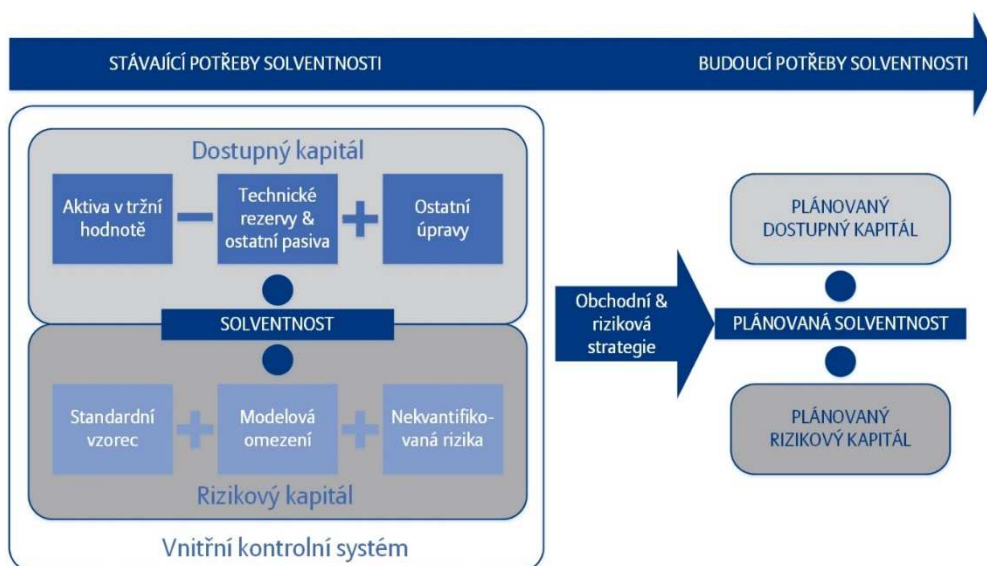 STÁVAJÍCÍ POTŘEBY SOLVENTNOSTI
BUDOUCÍ POTŘEBY SOLVENTNOSTI
Dostupný kapitál
Aktiva v tržní
hodnotě
Technické
rezervy &
ostatní pasiva
Ostatní
úpravy
SOLVENTNOST
Standardní
vzorec
Modelová
omezení
Nekvantifiko-
vaná rizika
Rizikový kapitál
Vnitřní kontrolní systém
Obchodní &
riziková
strategie
PLÁNOVANÝ
DOSTUPNÝ KAPITÁL
PLÁNOVANÁ SOLVENTNOST
PLÁNOVANÝ
RIZIKOVÝ KAPITÁL